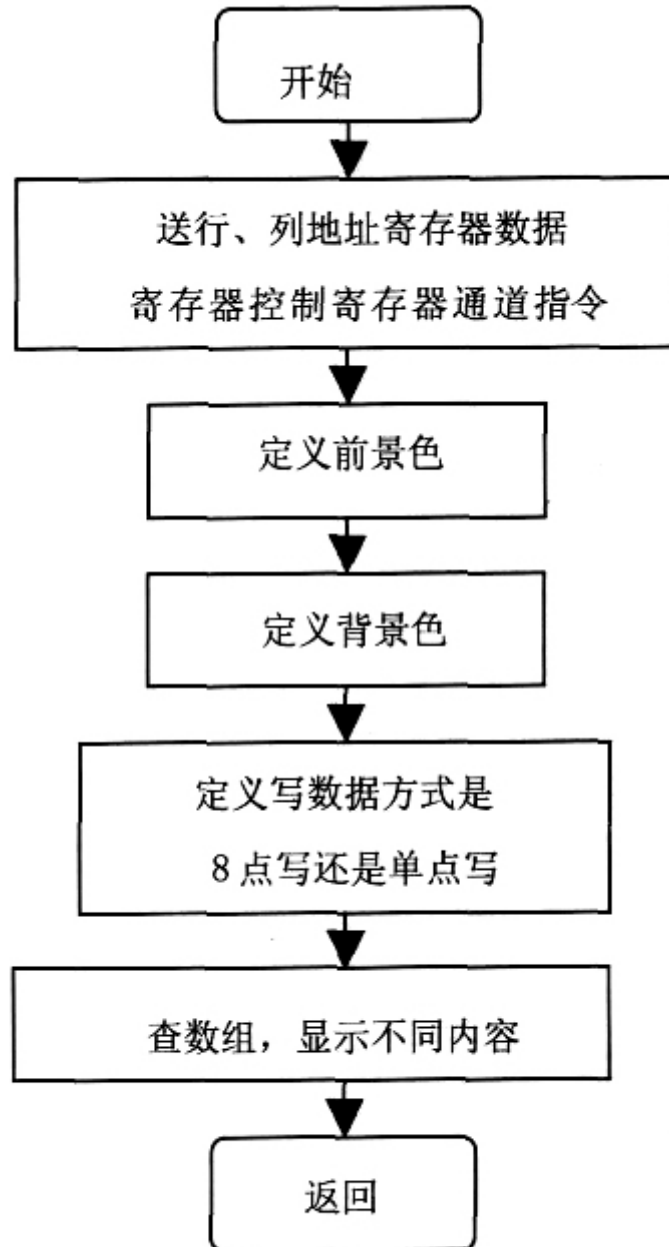 开始
送行、列地址寄存器数据
寄存器控制寄存器通道指令
定义前景色
定义背景色
定义写数据方式是
8点写还是单点写
查数组，显示不同内容
返回